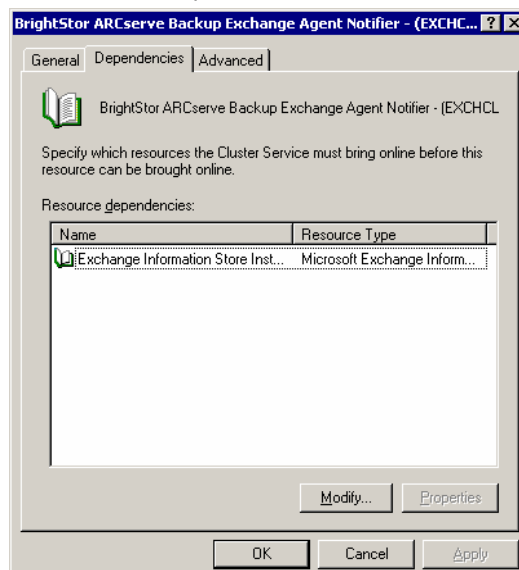 BrightStor ARCserve Backup Exchange Agent Notifier - (EXCHC... ? X
General Dependencies Advanced
BrightStor ARCserve Backup Exchange Agent Notifier - (EXCHCL
Specify which resources the Cluster Service must bring online before this
resource can be brought online.
Resource dependencies:
Name Resource Type
Exchange Information Store Inst... Microsoft Exchange Inform...
Modify... Properties
OK Cancel Apply